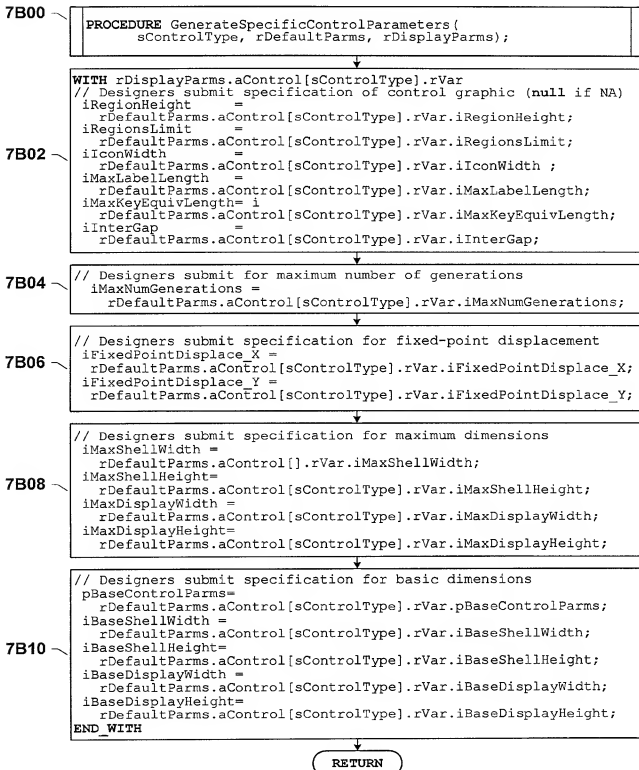 7B00
PROCEDURE GenerateSpecificControlParameters(
sControlType, rDefaultParms, rDisplayParms);
7B02
WITH rDisplayParms.aControl[sControlType].rVar
// Designers submit specification of control graphic (null if NA)
iRegionHeight =
rDefaultParms.aControl[sControlType].rVar.iRegionHeight;
iRegionsLimit =
rDefaultParms.aControl[sControlType].rVar.iRegionsLimit;
iIconWidth =
rDefaultParms.aControl[sControlType].rVar.iIconWidth ;
iMaxLabelLength =
rDefaultParms.aControl[sControlType].rVar.iMaxLabelLength;
iMaxKeyEquivLength= i
rDefaultParms.aControl[sControlType].rVar.iMaxKeyEquivLength;
iInterGap =
rDefaultParms.aControl[sControlType].rVar.iInterGap;
7B04
// Designers submit for maximum number of generations
iMaxNumGenerations =
rDefaultParms.aControl[sControlType].rVar.iMaxNumGenerations;
7B06
// Designers submit specification for fixed-point displacement
iFixedPointDisplace_X =
rDefaultParms.aControl[sControlType].rVar.iFixedPointDisplace_X;
iFixedPointDisplace_Y =
rDefaultParms.aControl[sControlType].rVar.iFixedPointDisplace_Y;
7B08
// Designers submit specification for maximum dimensions
iMaxShellWidth =
rDefaultParms.aControl[].rVar.iMaxShellWidth;
iMaxShellHeight=
rDefaultParms.aControl[sControlType].rVar.iMaxShellHeight;
iMaxDisplayWidth =
rDefaultParms.aControl[sControlType].rVar.iMaxDisplayWidth;
iMaxDisplayHeight=
rDefaultParms.aControl[sControlType].rVar.iMaxDisplayHeight;
7B10
// Designers submit specification for basic dimensions
pBaseControlParms=
rDefaultParms.aControl[sControlType].rVar.pBaseControlParms;
iBaseShellWidth =
rDefaultParms.aControl[sControlType].rVar.iBaseShellWidth;
iBaseShellHeight=
rDefaultParms.aControl[sControlType].rVar.iBaseShellHeight;
iBaseDisplayWidth =
rDefaultParms.aControl[sControlType].rVar.iBaseDisplayWidth;
iBaseDisplayHeight=
rDefaultParms.aControl[sControlType].rVar.iBaseDisplayHeight;
END_WITH
RETURN